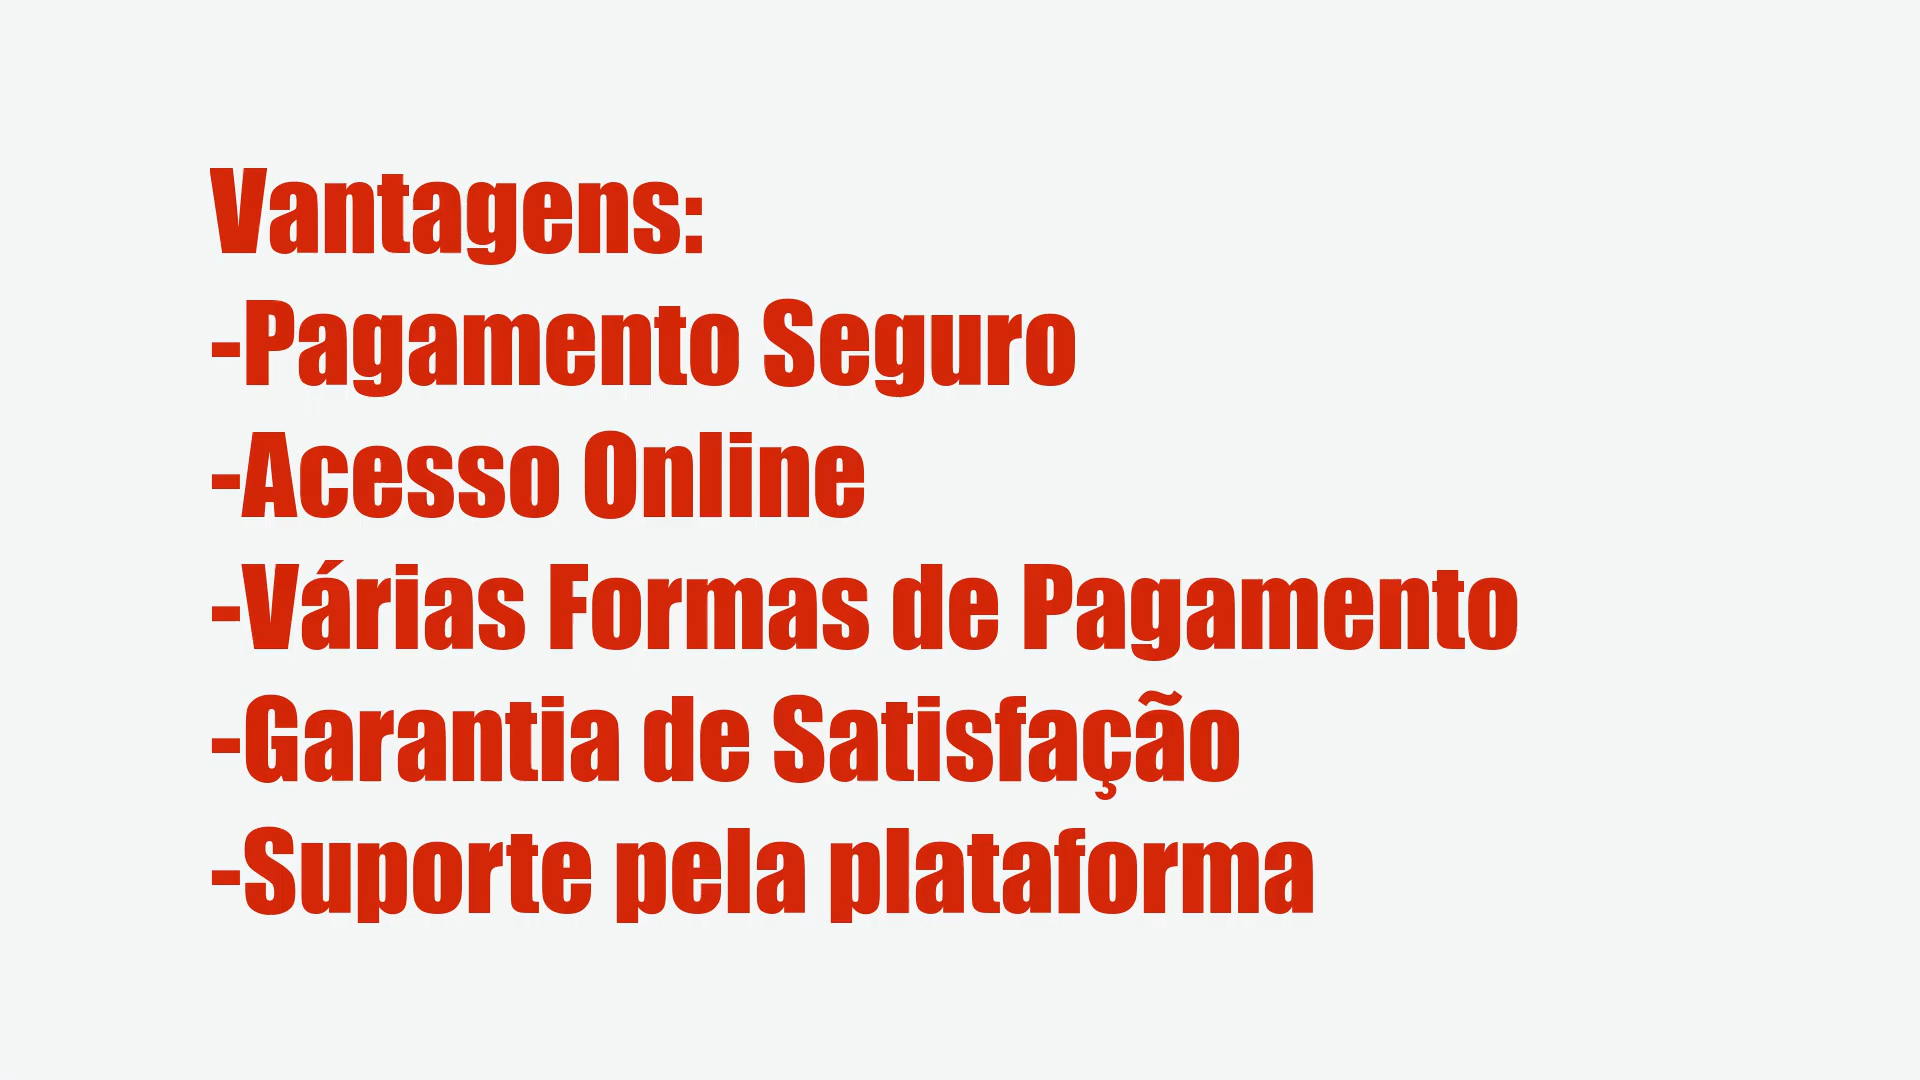 Vantagens:
-Pagamento Seguro
-Acesso Online
-Várias Formas de Pagamento
-Garantia de Satisfação
-Suporte pela plataforma